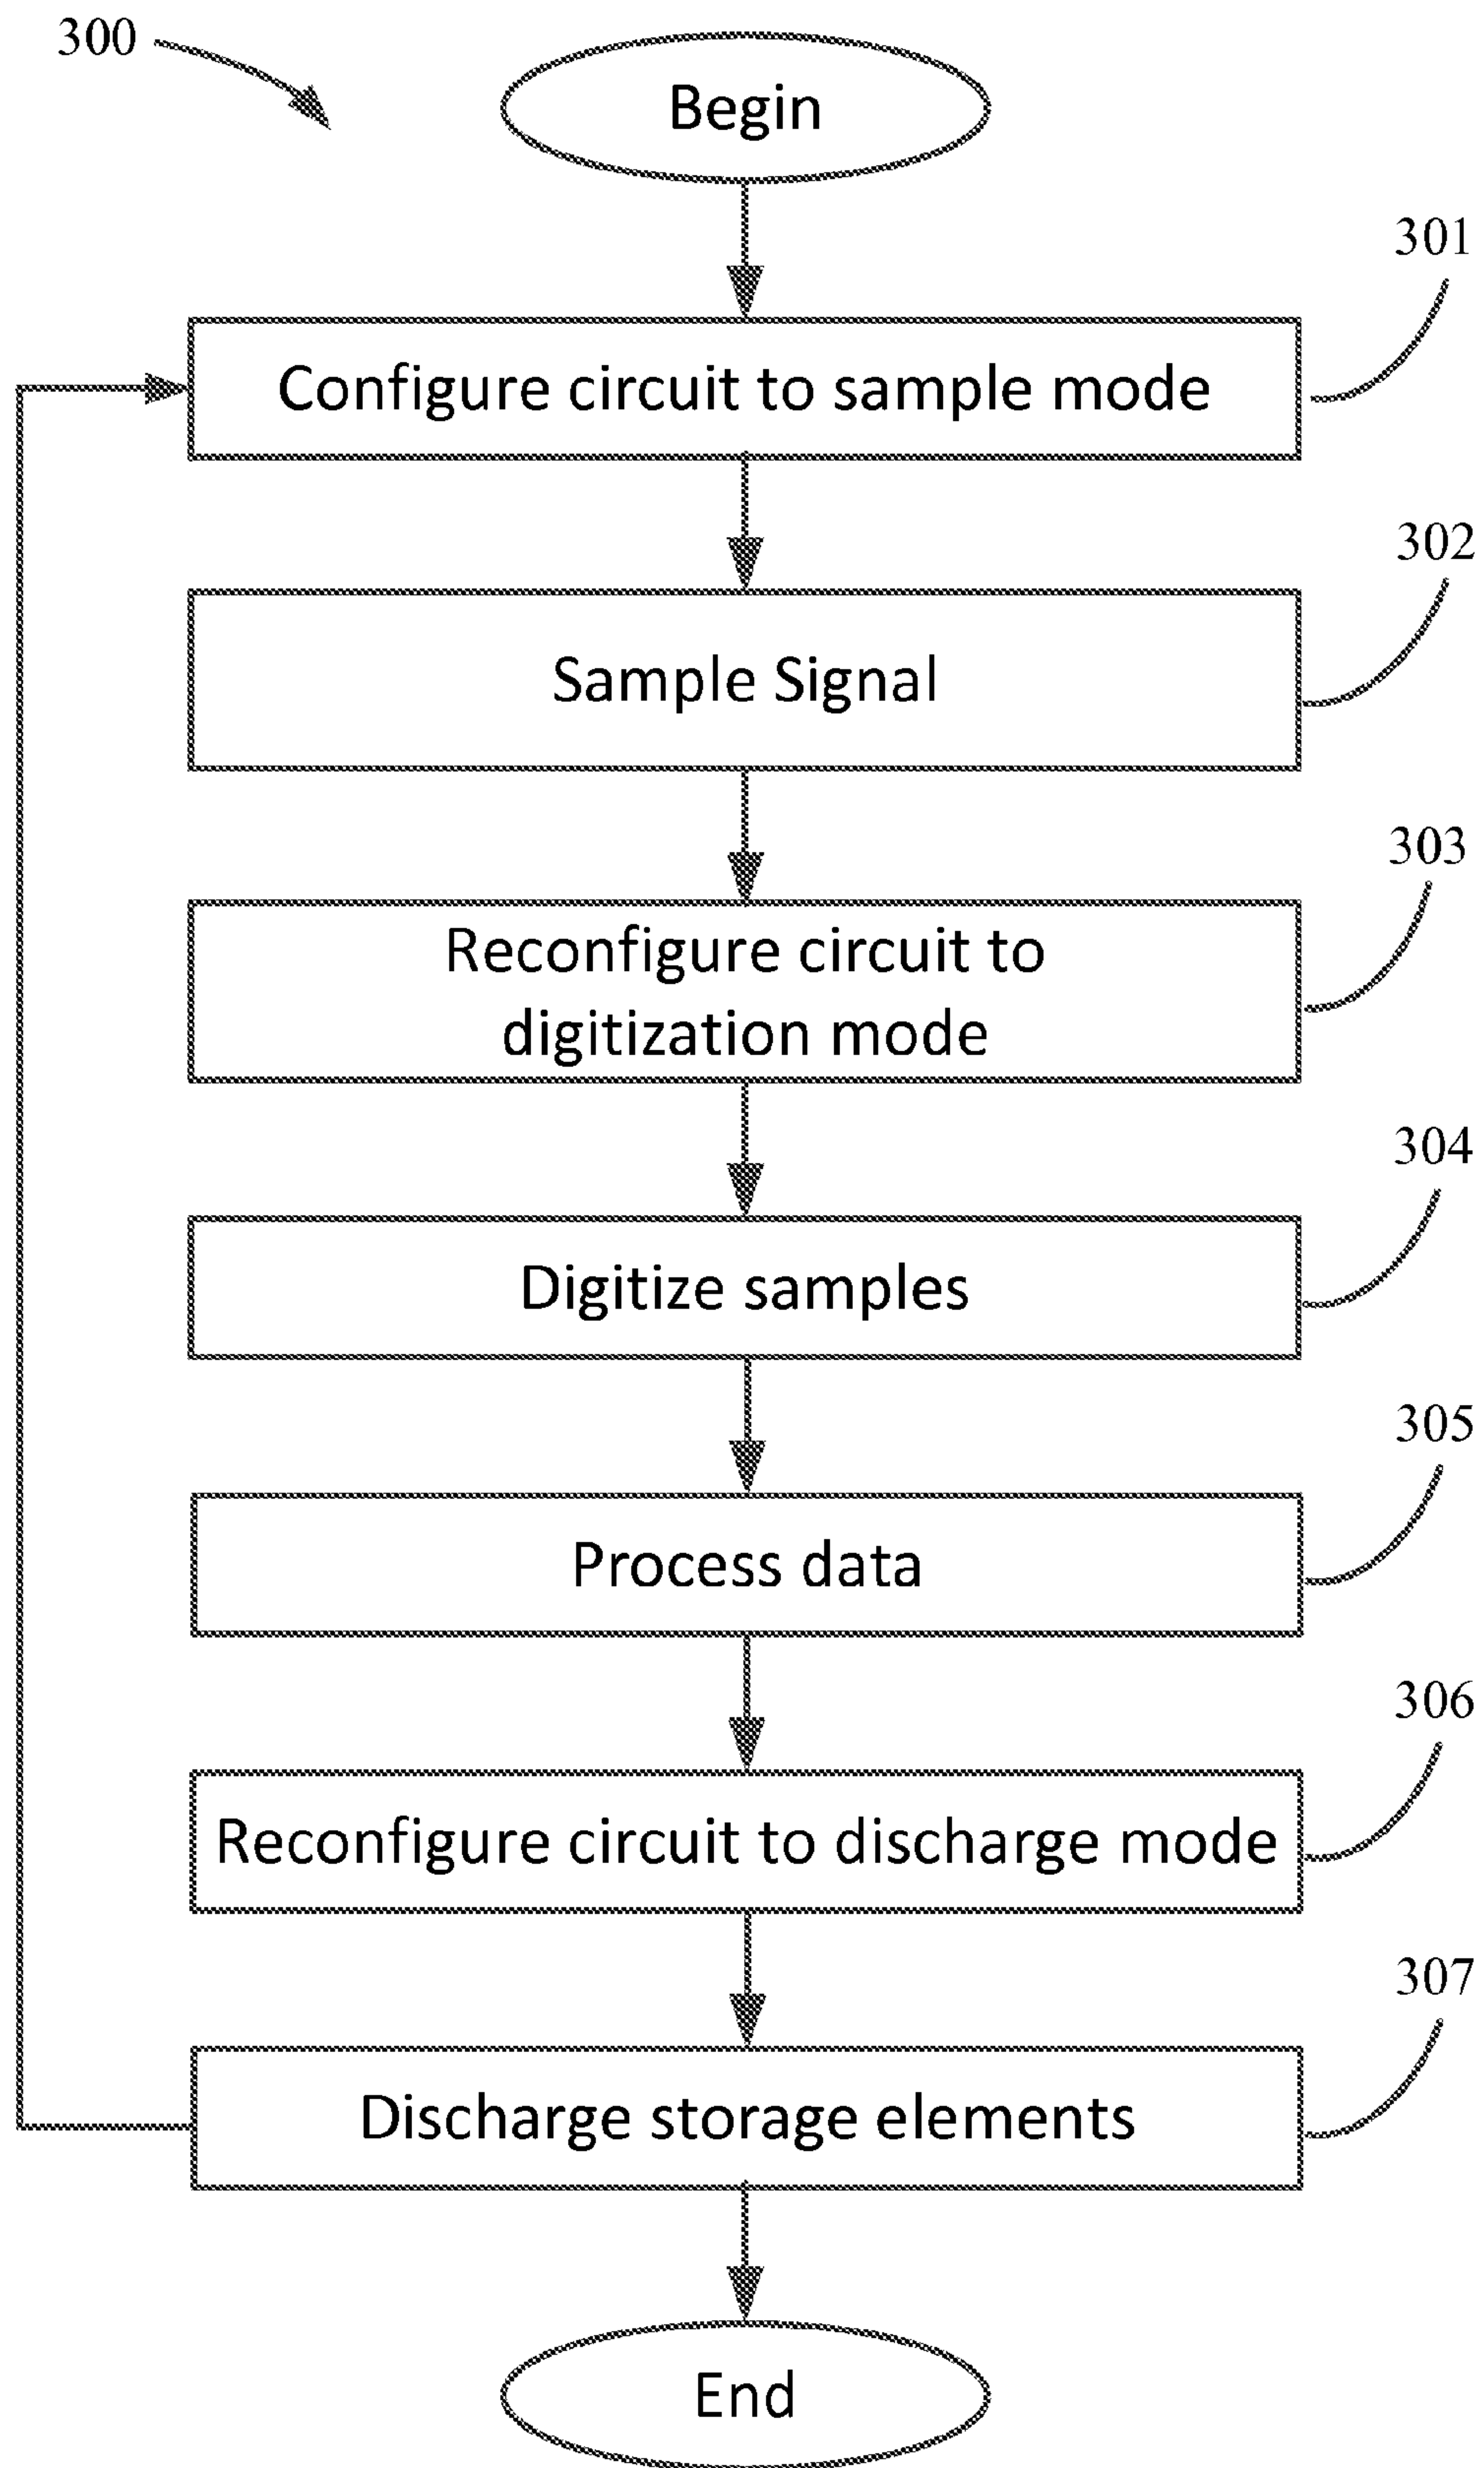 300
Begin
301
Configure circuit to sample mode
302
Sample Signal
303
Reconfigure circuit to
digitization mode
304
Digitize samples
305
Process data
306
Reconfigure circuit to discharge mode
307
Discharge storage elements
End